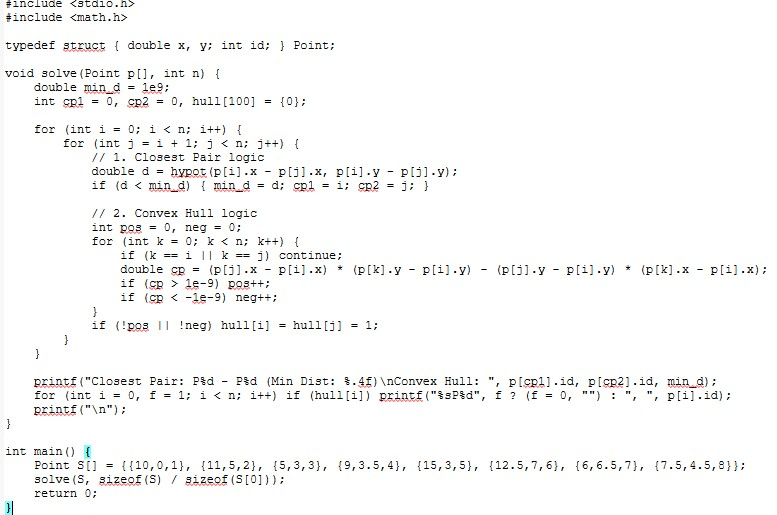 #include <stdio.h>
#include <math.h>

typedef struct { double x, y; int id; } Point;

void solve(Point p[], int n) {
    double min_d = 1e9;
    int cp1 = 0, cp2 = 0, hull[100] = {0};

    for (int i = 0; i < n; i++) {
        for (int j = i + 1; j < n; j++) {
            // 1. Closest Pair logic
            double d = hypot(p[i].x - p[j].x, p[i].y - p[j].y);
            if (d < min_d) { min_d = d; cp1 = i; cp2 = j; }

            // 2. Convex Hull logic
            int pos = 0, neg = 0;
            for (int k = 0; k < n; k++) {
                if (k == i || k == j) continue;
                double cp = (p[j].x - p[i].x) * (p[k].y - p[i].y) - (p[j].y - p[i].y) * (p[k].x - p[i].x);
                if (cp > 1e-9) pos++;
                if (cp < -1e-9) neg++;
            }
            if (!pos || !neg) hull[i] = hull[j] = 1;
        }
    }

    printf("Closest Pair: P%d - P%d (Min Dist: %.4f)\nConvex Hull: ", p[cp1].id, p[cp2].id, min_d);
    for (int i = 0, f = 1; i < n; i++) if (hull[i]) printf("%sP%d", f ? (f = 0, "") : ", ", p[i].id);
    printf("\n");
}

int main() {
    Point S[] = {{10,0,1}, {11,5,2}, {5,3,3}, {9,3.5,4}, {15,3,5}, {12.5,7,6}, {6,6.5,7}, {7.5,4.5,8}};
    solve(S, sizeof(S) / sizeof(S[0]));
    return 0;
}